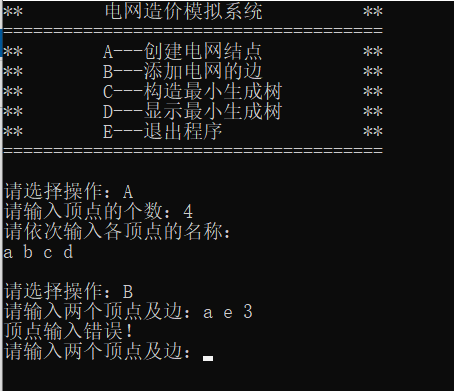 **        电网造价模拟系统          **
======================================
**        A---创建电网结点          **
**        B---添加电网的边          **
**        C---构造最小生成树        **
**        D---显示最小生成树        **
**        E---退出程序              **
======================================
请选择操作：A
请输入顶点的个数：4
请依次输入各顶点的名称：
a b c d
请选择操作：B
请输入两个顶点及边：a e 3
顶点输入错误！
请输入两个顶点及边：